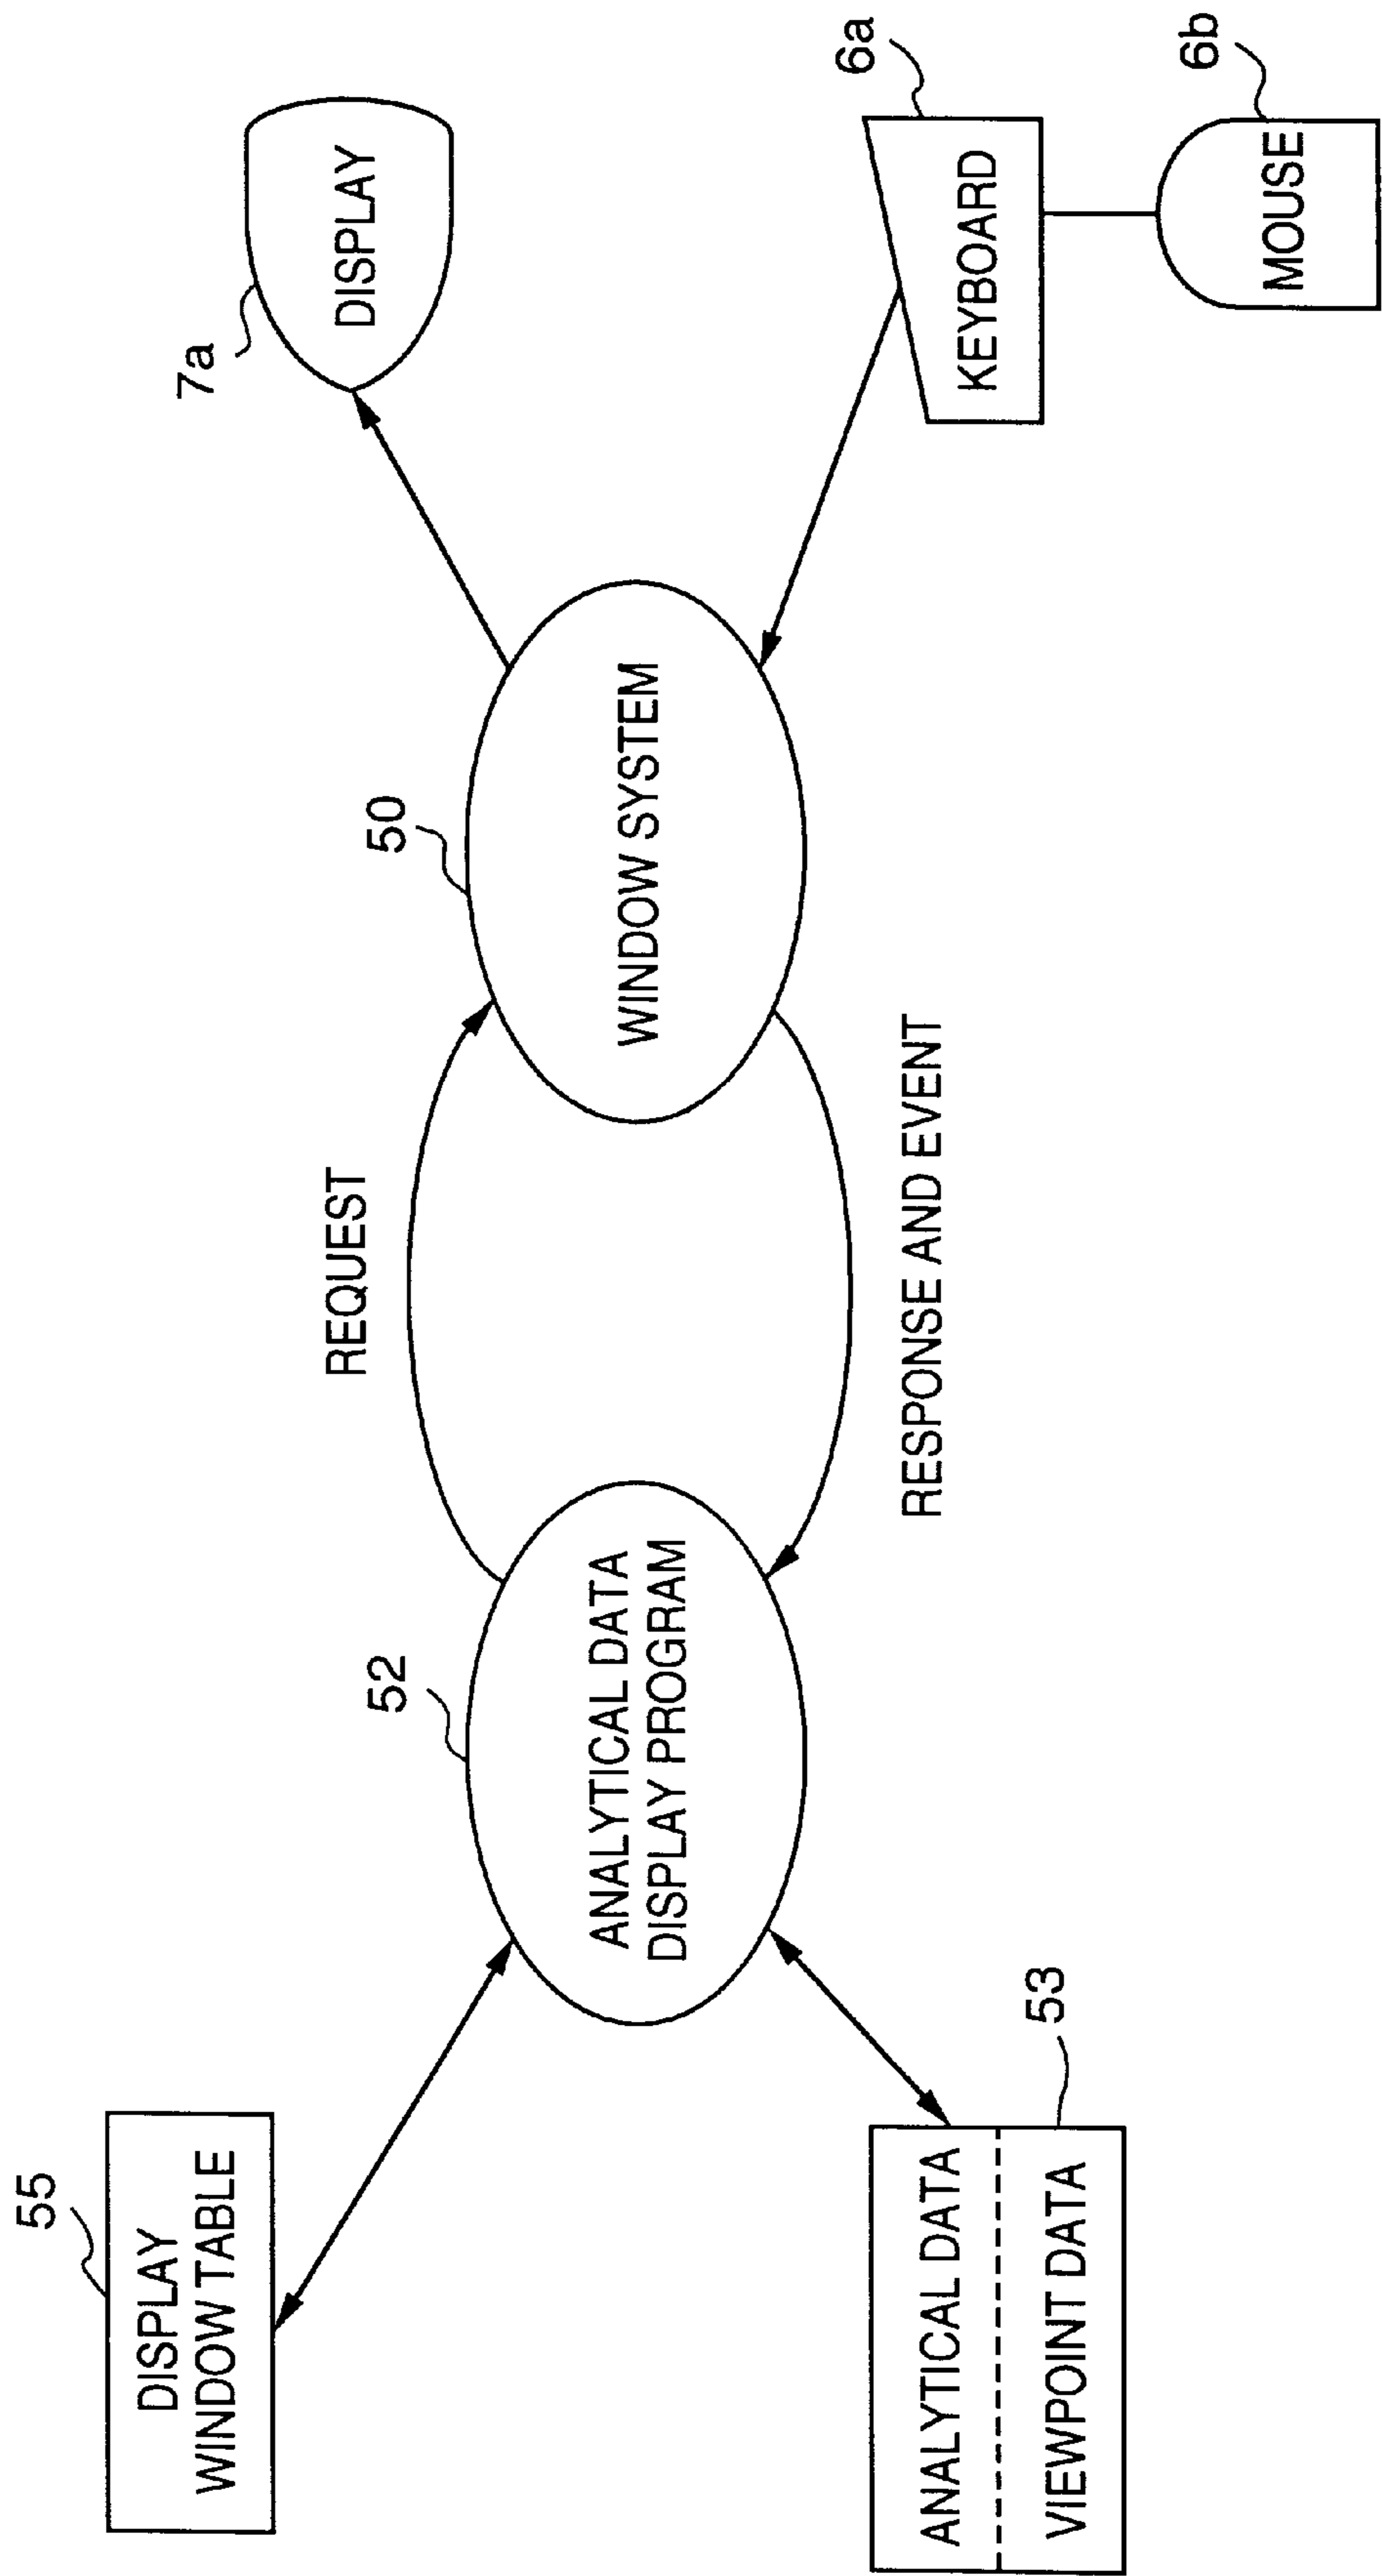 55
DISPLAY
WINDOW TABLE
52
ANALYTICAL DATA
DISPLAY PROGRAM
ANALYTICAL DATA
VIEWPOINT DATA
53
REQUEST
RESPONSE AND EVENT
50
WINDOW SYSTEM
7a
DISPLAY
KEYBOARD
6a
MOUSE
6b